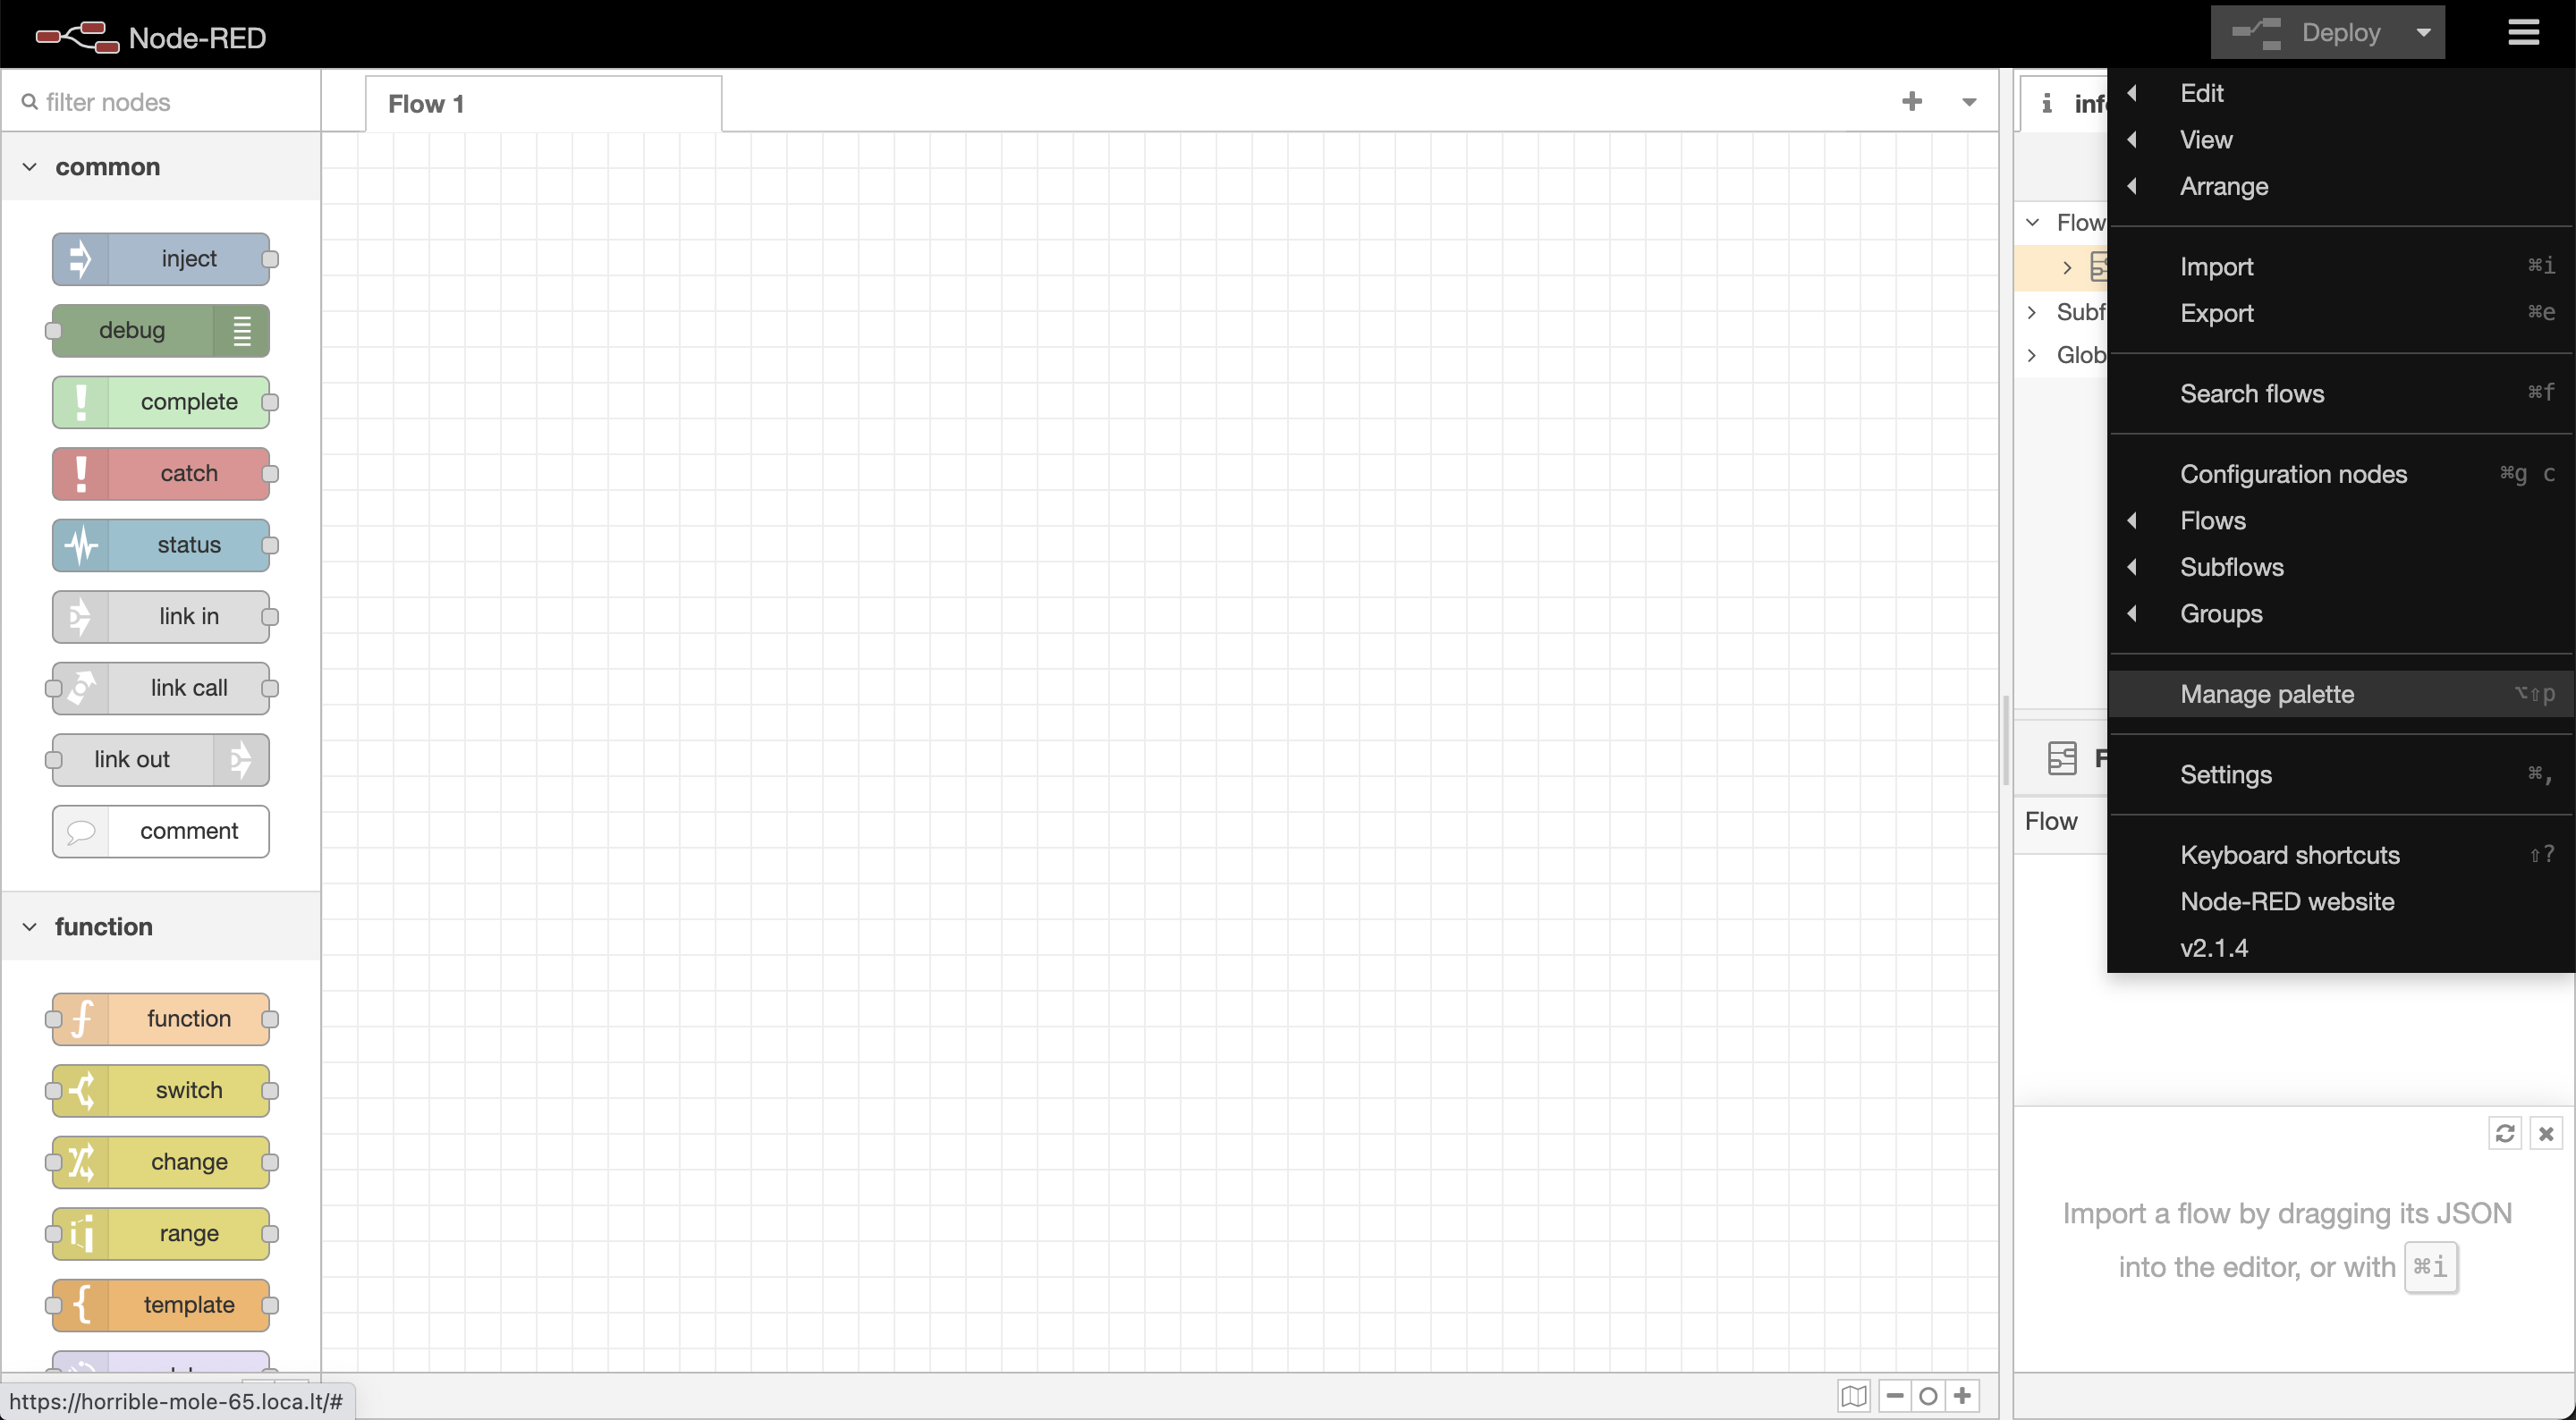 Node-RED
Deploy
filter nodes
Flow 1
common
inject
debug
complete
catch
status
link in
link call
link out
comment
function
function
switch
change
range
template
https://horrible-mole-65.loca.lt/#
Flow
Subf
Glob
Flow
Edit
View
Arrange
Import ⌘i
Export ⌘e
Search flows ⌘f
Configuration nodes ⌘g c
Flows
Subflows
Groups
Manage palette ⌥⇧p
Settings ⌘,
Keyboard shortcuts ⇧?
Node-RED website
v2.1.4
Import a flow by dragging its JSON
into the editor, or with ⌘i